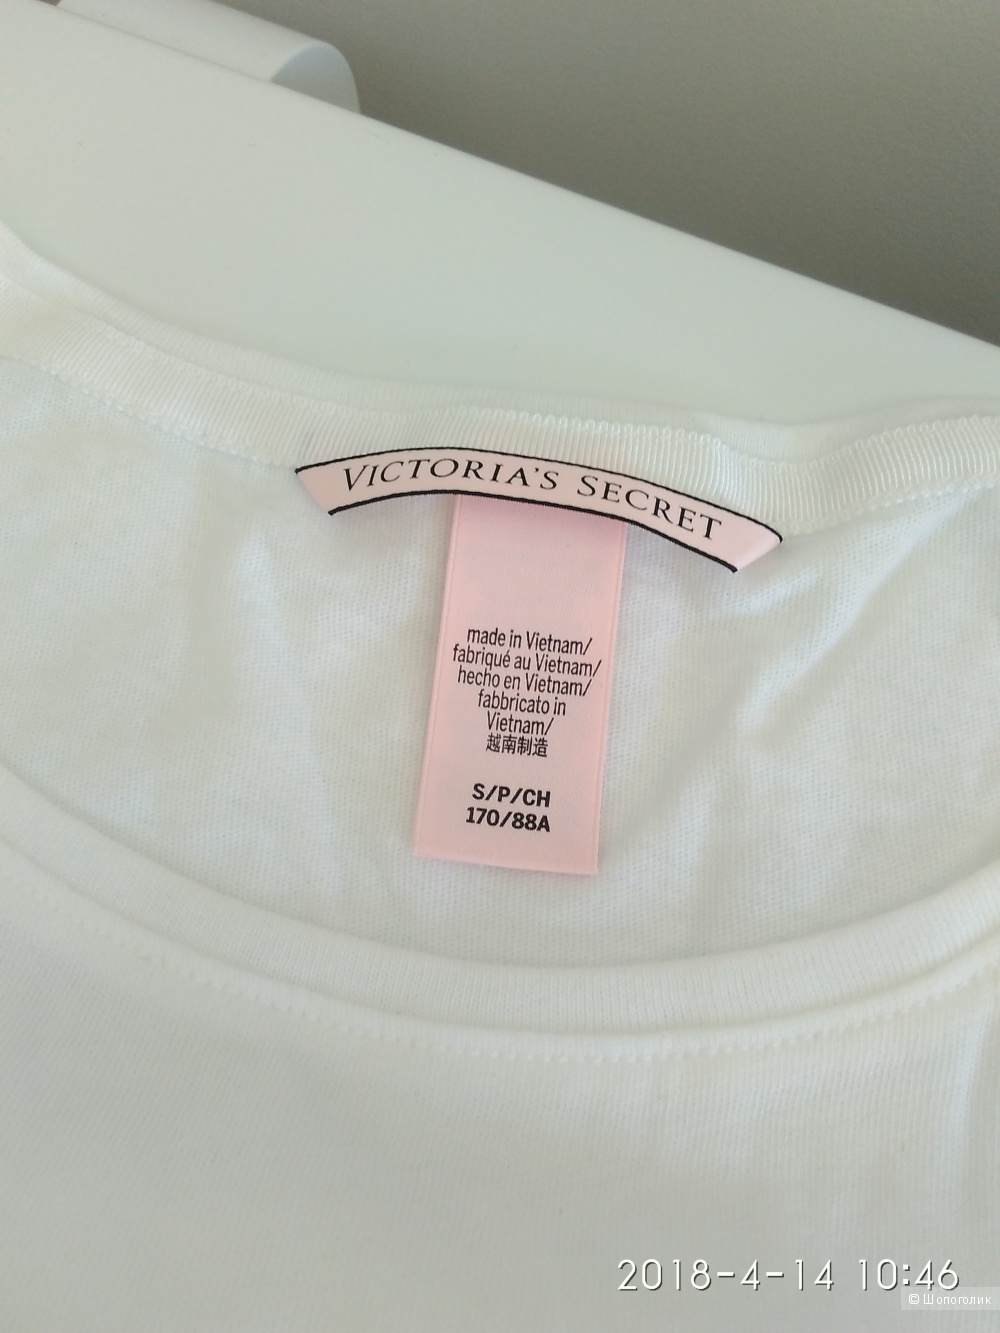 VICTORIA'S SECRET
made in Vietnam/
fabriqué au Vietnam/
hecho en Vietnam/
fabbricato in
Vietnam/
越南制造
S/P/CH
170/88A
2018-4-14 10:46
© Шопоголик